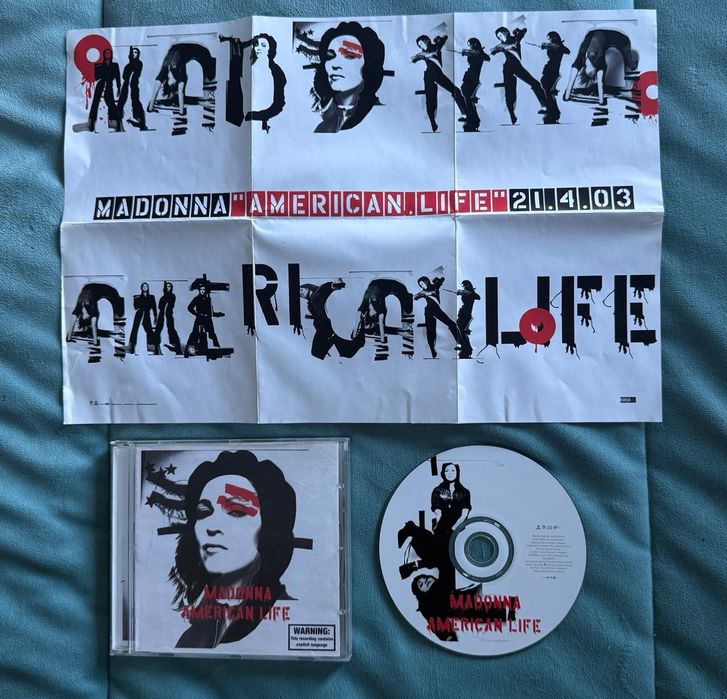 MADONNA
MADONNA "AMERICAN.LIFE" 21.4.03
AMERICAN LIFE
MADONNA
AMERICAN LIFE
WARNING:
This recording contains
explicit language
MADONNA
AMERICAN LIFE